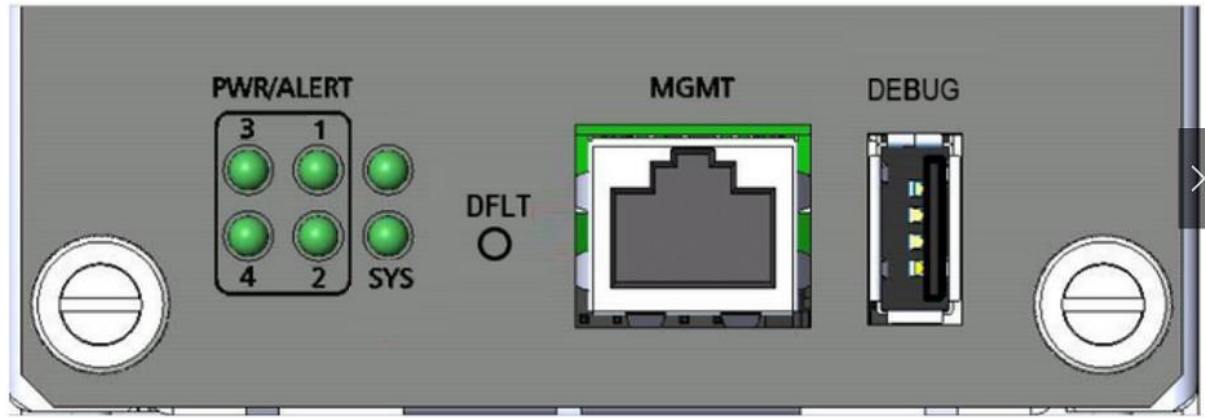 PWR/ALERT
3 1
4 2
SYS
DFLT
MGMT
DEBUG